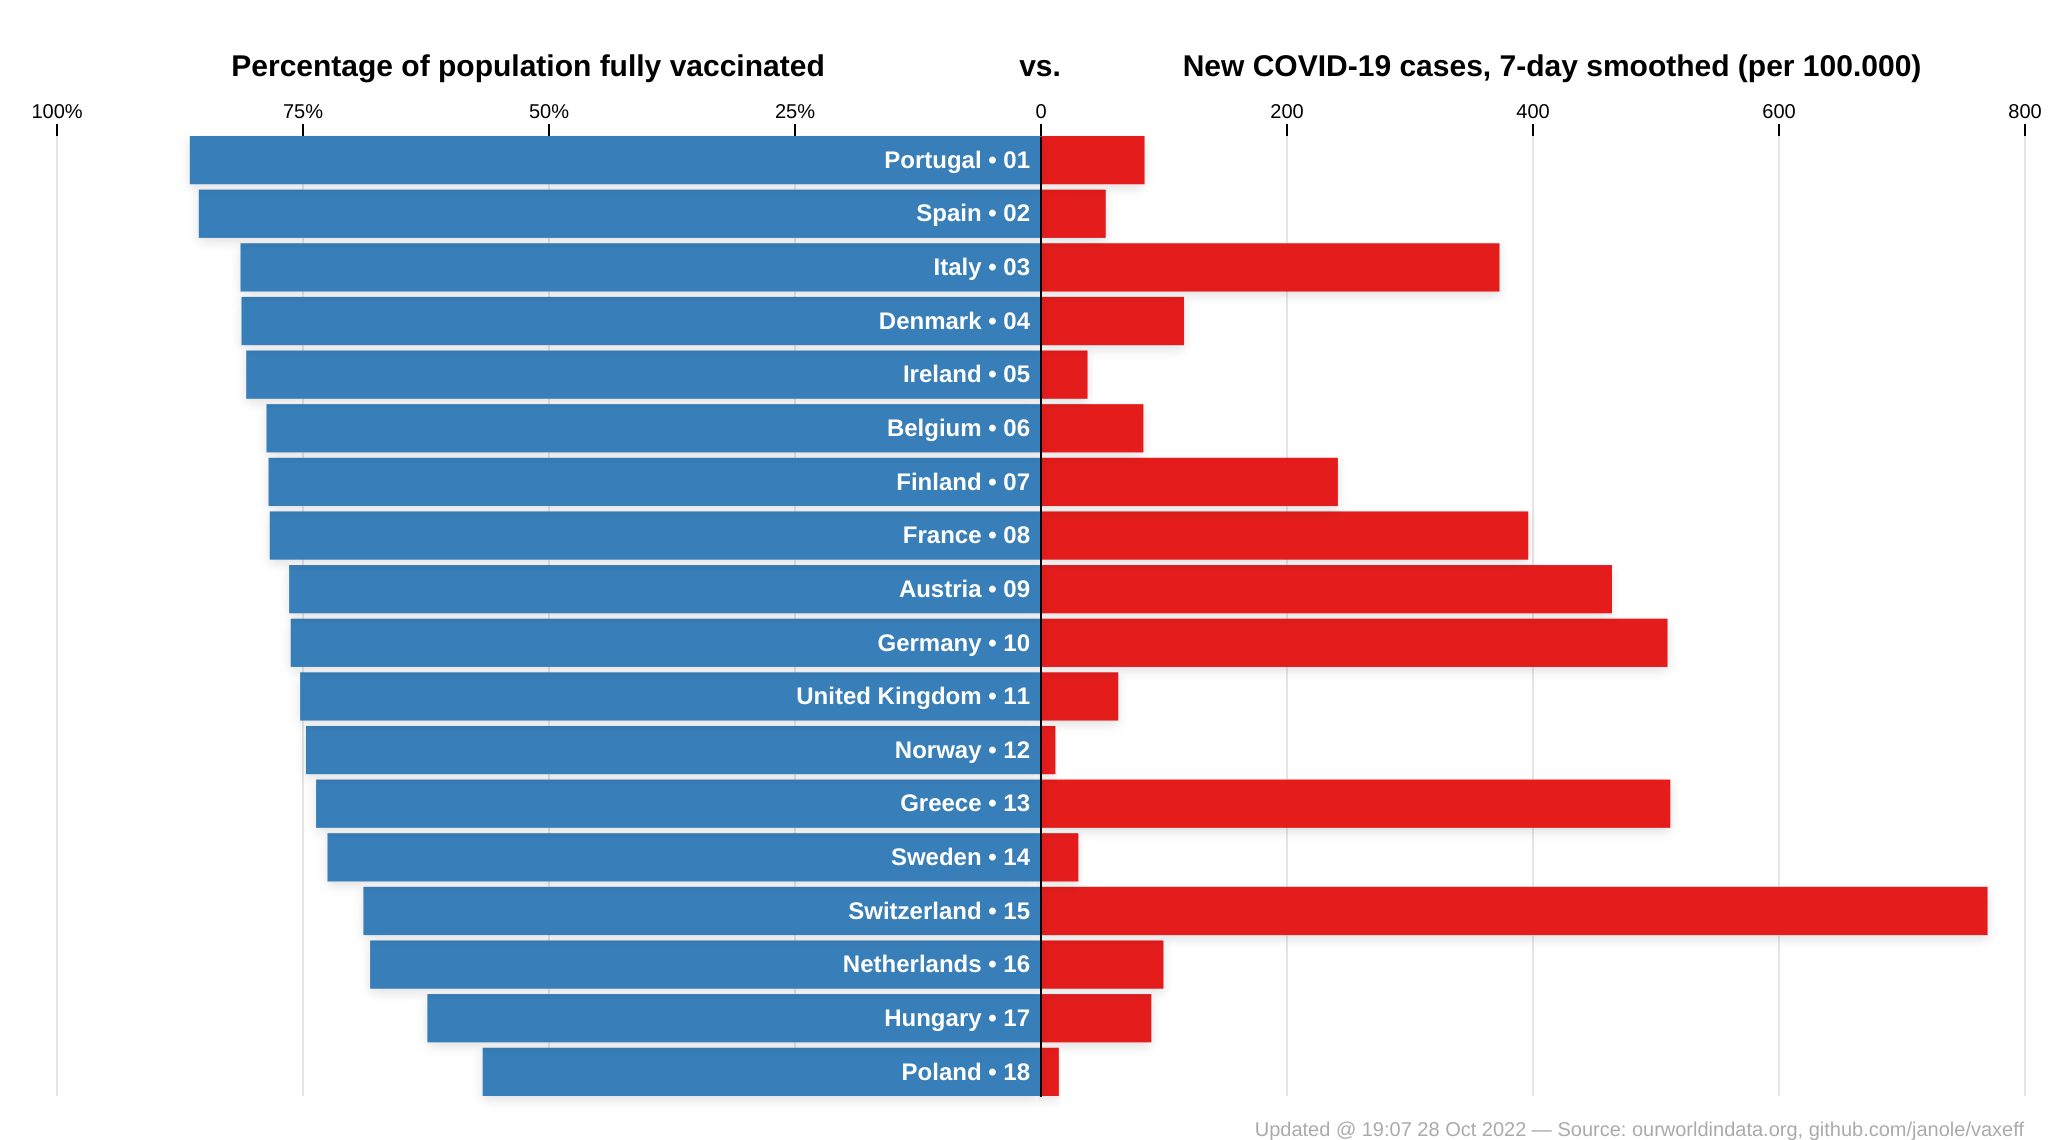 Percentage of population fully vaccinated vs. New COVID-19 cases, 7-day smoothed (per 100.000)
100% 75% 50% 25% 0 200 400 600 800
Portugal • 01
Spain • 02
Italy • 03
Denmark • 04
Ireland • 05
Belgium • 06
Finland • 07
France • 08
Austria • 09
Germany • 10
United Kingdom • 11
Norway • 12
Greece • 13
Sweden • 14
Switzerland • 15
Netherlands • 16
Hungary • 17
Poland • 18
Updated @ 19:07 28 Oct 2022 — Source: ourworldindata.org, github.com/janole/vaxeff